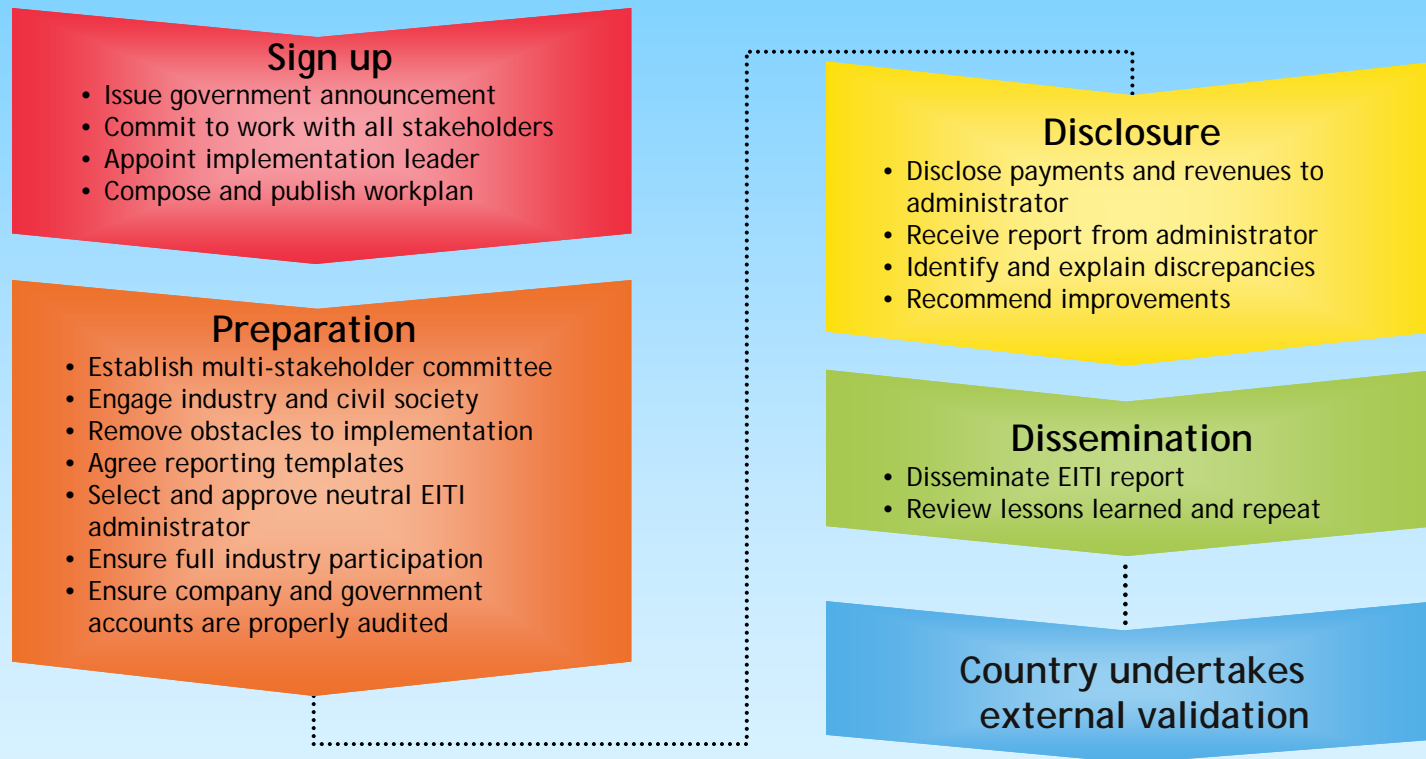 Sign up
• Issue government announcement
• Commit to work with all stakeholders
• Appoint implementation leader
• Compose and publish workplan
Preparation
• Establish multi-stakeholder committee
• Engage industry and civil society
• Remove obstacles to implementation
• Agree reporting templates
• Select and approve neutral EITI
administrator
• Ensure full industry participation
• Ensure company and government
accounts are properly audited
Disclosure
• Disclose payments and revenues to
administrator
• Receive report from administrator
• Identify and explain discrepancies
• Recommend improvements
Dissemination
• Disseminate EITI report
• Review lessons learned and repeat
Country undertakes
external validation